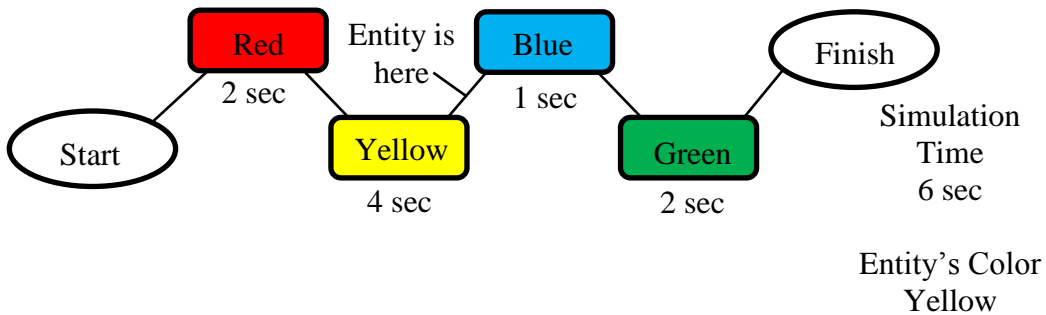 Red
Entity is
here
Blue
Finish
2 sec
1 sec
Start
Yellow
Green
Simulation
Time
6 sec
4 sec
2 sec
Entity’s Color
Yellow